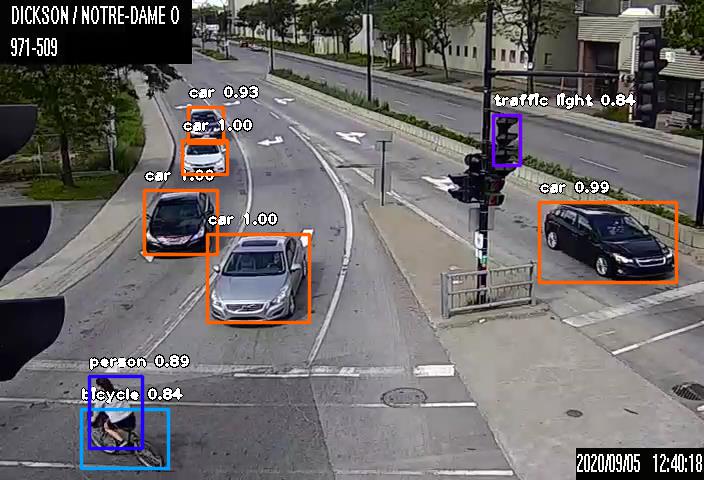 DICKSON / NOTRE-DAME O
971-509
car 0.93
car 1.00
car 1.00
car 1.00
traffic light 0.84
car 0.99
person 0.89
bicycle 0.84
2020/09/05 12:40:18